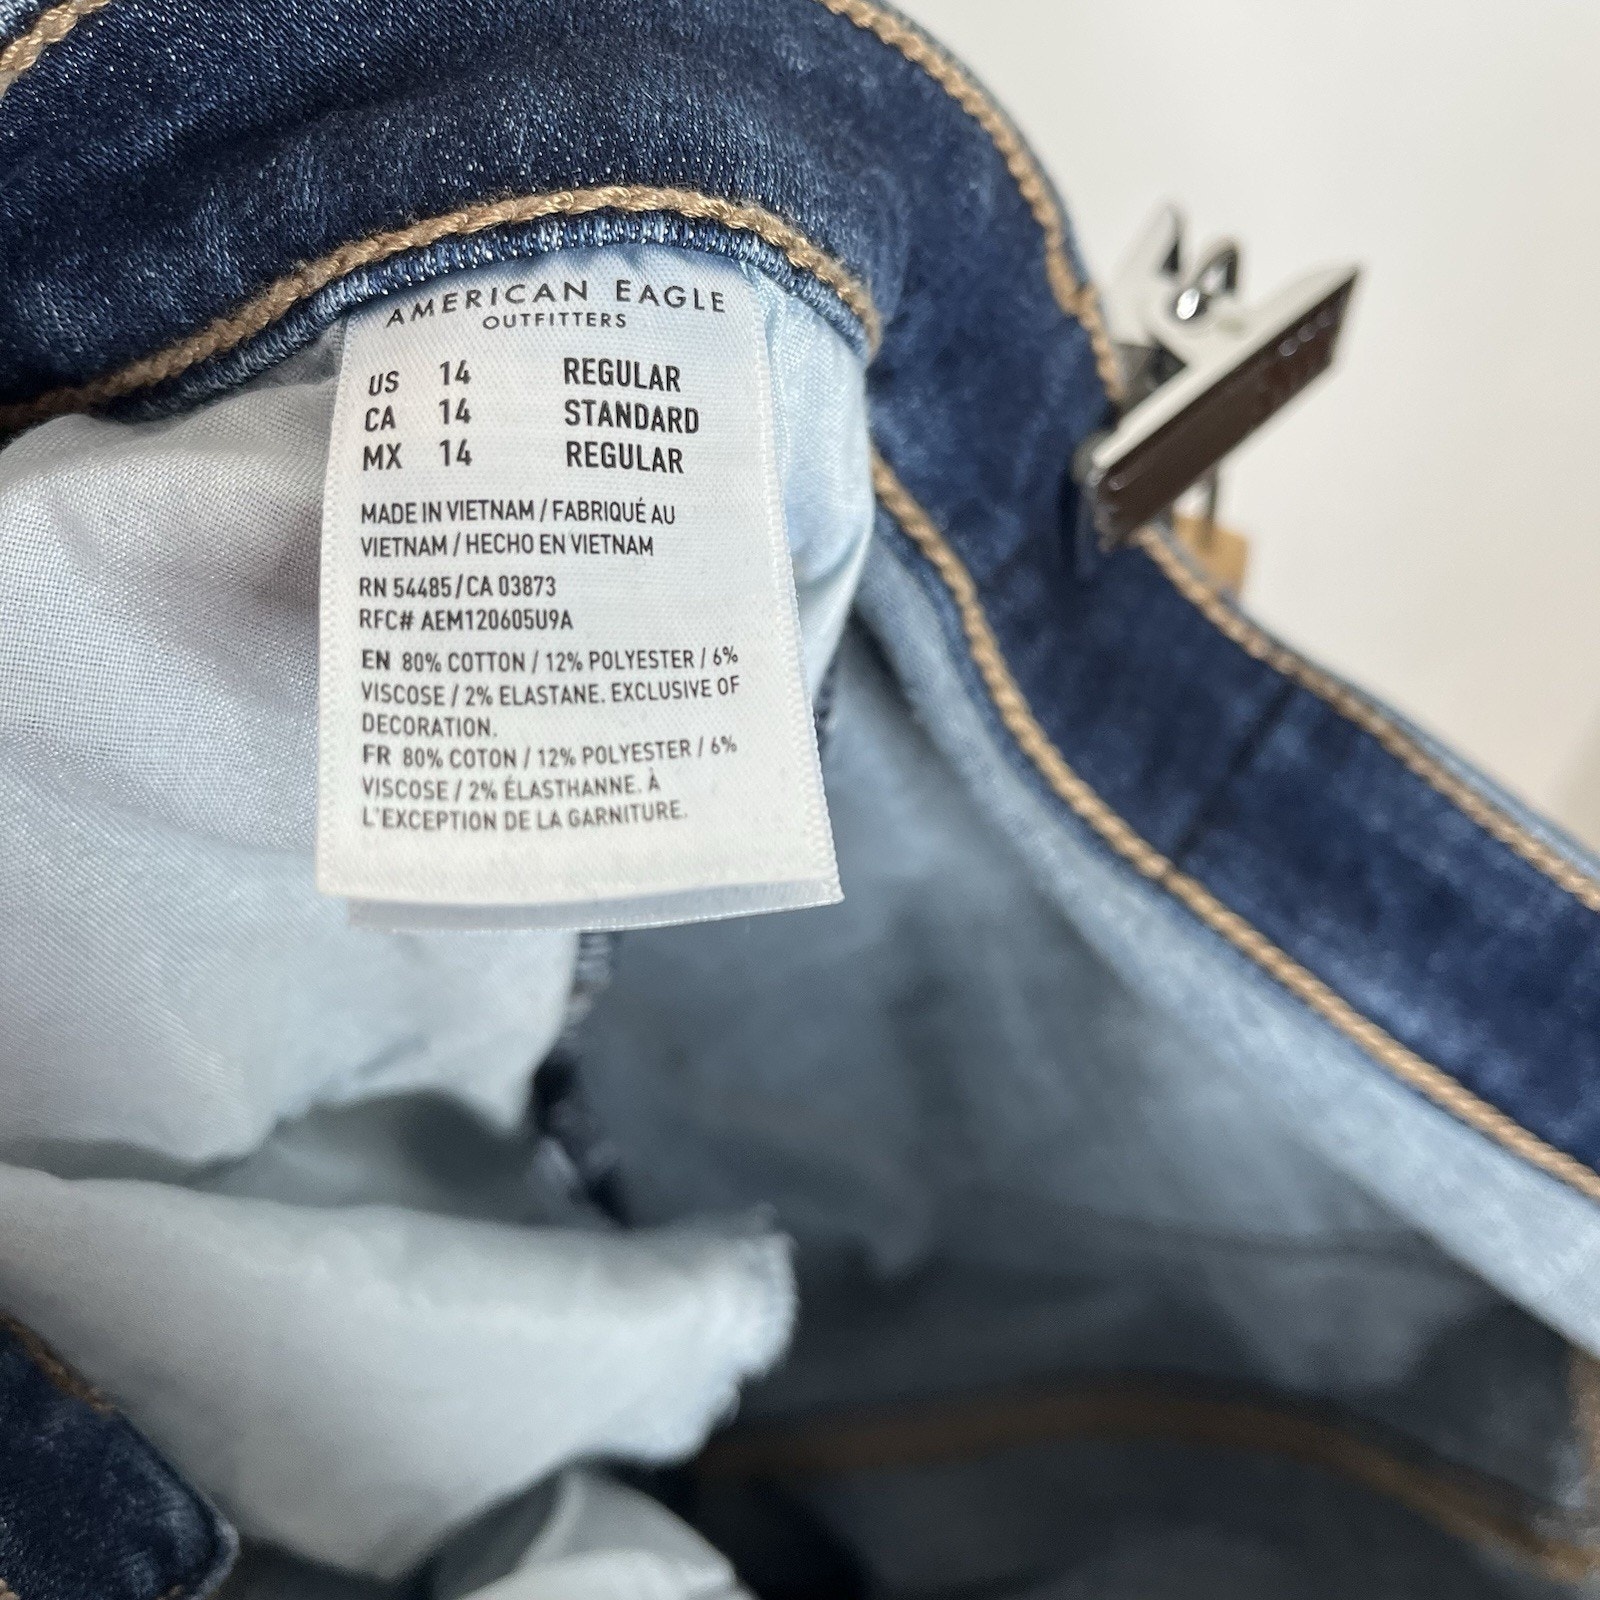 AMERICAN EAGLE
OUTFITTERS
US 14 REGULAR
CA 14 STANDARD
MX 14 REGULAR
MADE IN VIETNAM / FABRIQUÉ AU
VIETNAM / HECHO EN VIETNAM
RN 54485 / CA 03873
RFC# AEM120605U9A
EN 80% COTTON / 12% POLYESTER / 6%
VISCOSE / 2% ELASTANE. EXCLUSIVE OF
DECORATION.
FR 80% COTON / 12% POLYESTER / 6%
VISCOSE / 2% ÉLASTHANNE. À
L'EXCEPTION DE LA GARNITURE.